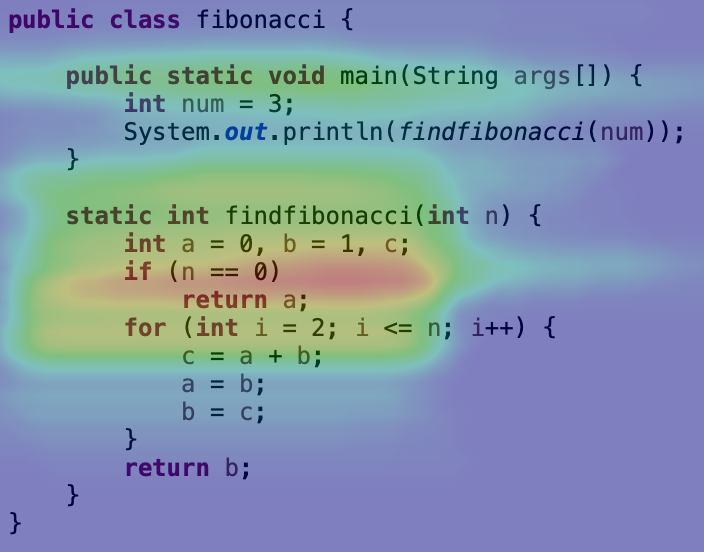 public class fibonacci {
    public static void main(String args[]) {
        int num = 3;
        System.out.println(findfibonacci(num));
    }
    static int findfibonacci(int n) {
        int a = 0, b = 1, c;
        if (n == 0)
            return a;
        for (int i = 2; i <= n; i++) {
            c = a + b;
            a = b;
            b = c;
        }
        return b;
    }
}